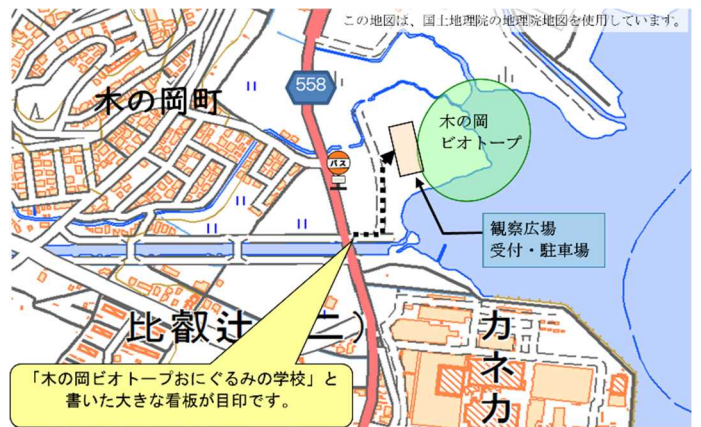 この地図は、国土地理院の地理院地図を使用しています。
558
木の岡町
木の岡
ビオトープ
バス
観察広場
受付・駐車場
比叡辻(二)
カネカ
「木の岡ビオトープおにぐるみの学校」と
書いた大きな看板が目印です。